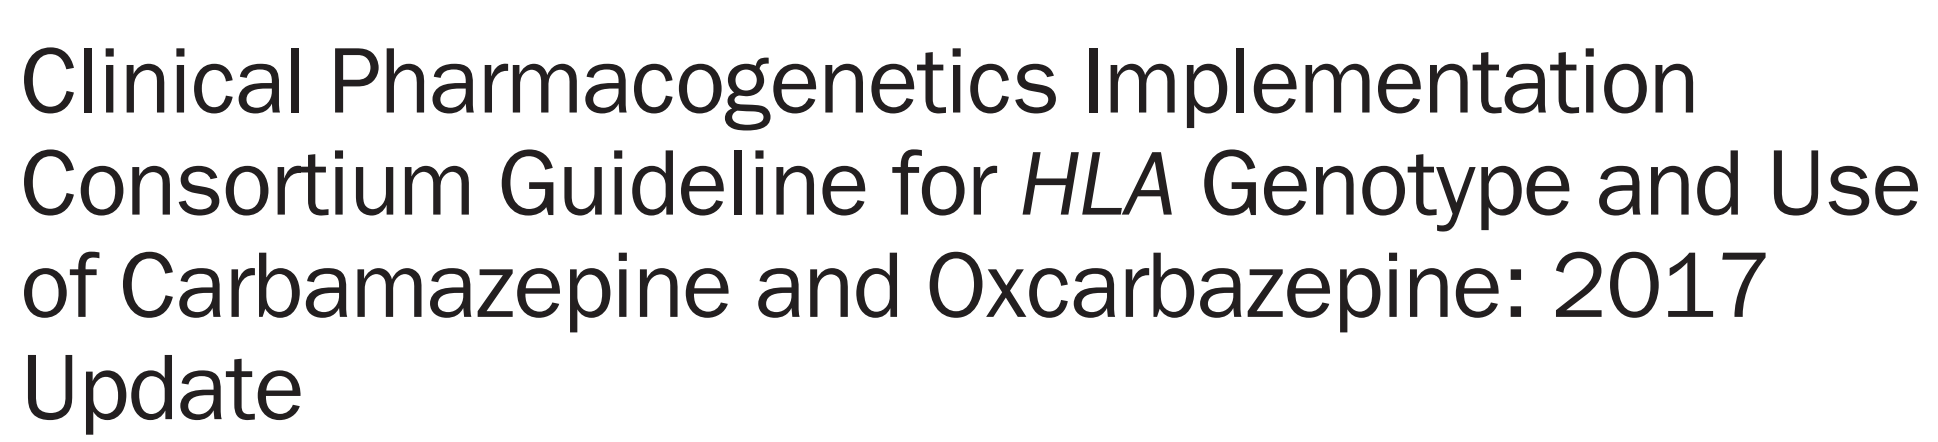 Clinical Pharmacogenetics Implementation
Consortium Guideline for HLA Genotype and Use
of Carbamazepine and Oxcarbazepine: 2017
Update